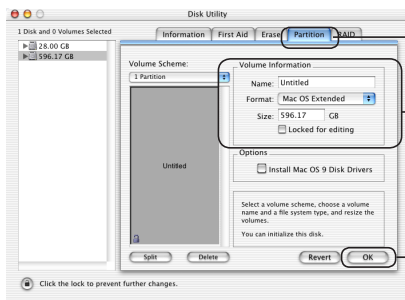 Disk Utility
1 Disk and 0 Volumes Selected
Information First Aid Erase Partition RAID
28.00 GB
596.17 GB
Volume Scheme:
1 Partition
Untitled
Split Delete
Volume Information
Name: Untitled
Format: Mac OS Extended
Size: 596.17 GB
Locked for editing
Options
Install Mac OS 9 Disk Drivers
Select a volume scheme, choose a volume
name and a file system type, and resize the
volumes.
You can initialize this disk.
Revert OK
Click the lock to prevent further changes.